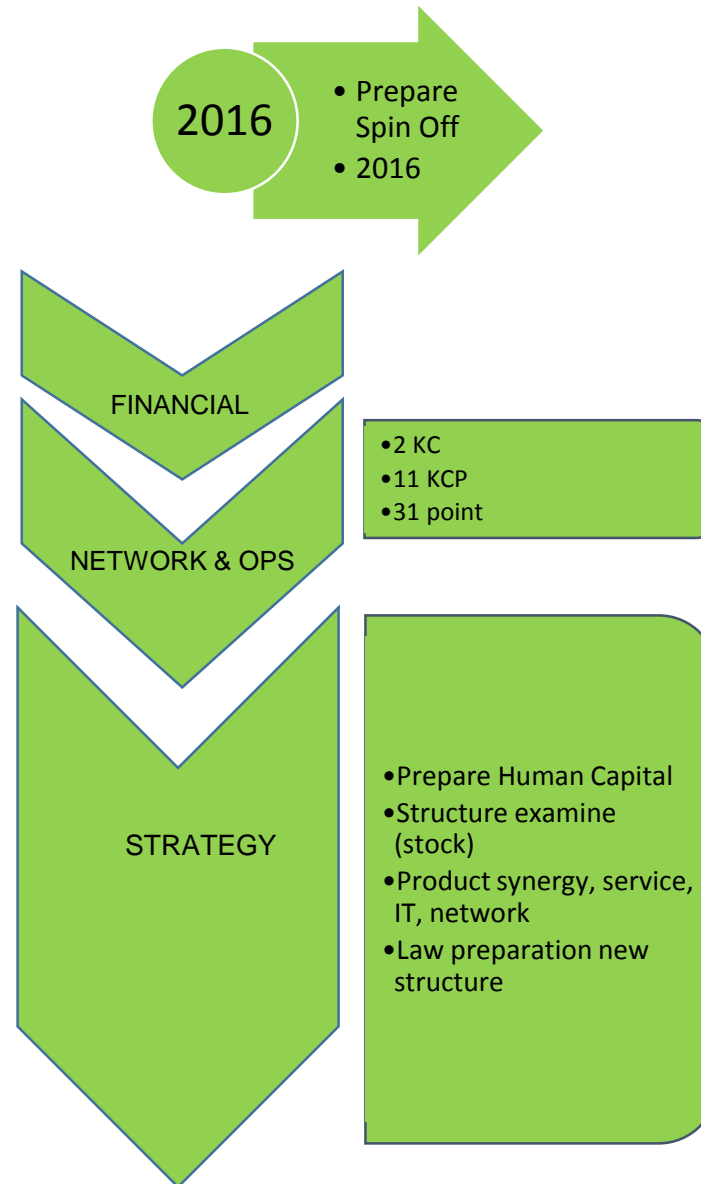 2016
• Prepare
Spin Off
• 2016
FINANCIAL
•2 KC
•11 KCP
•31 point
NETWORK & OPS
•Prepare Human Capital
•Structure examine
(stock)
•Product synergy, service,
IT, network
•Law preparation new
structure
STRATEGY